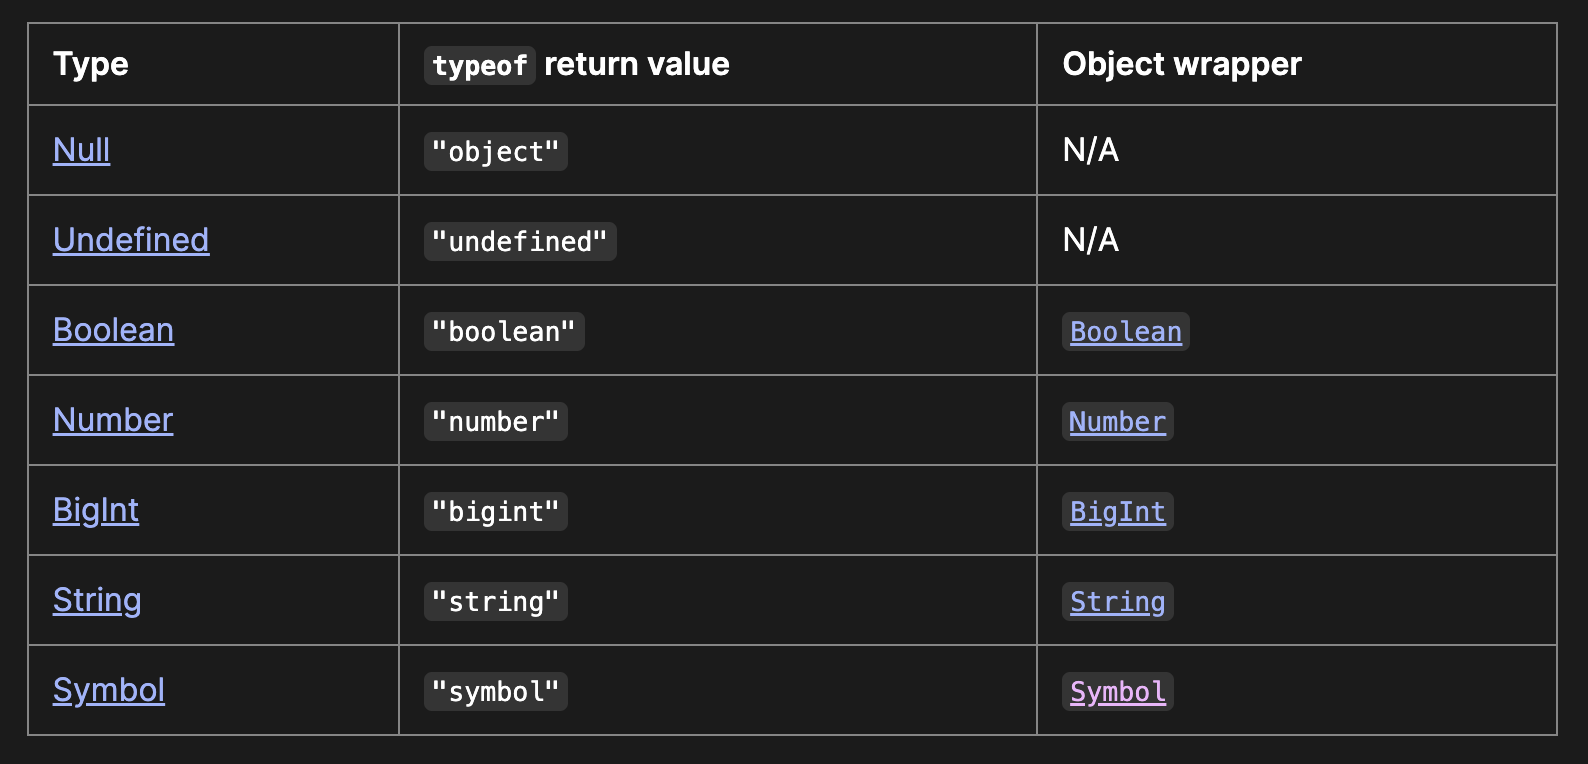 Type typeof return value Object wrapper
Null "object" N/A
Undefined "undefined" N/A
Boolean "boolean" Boolean
Number "number" Number
BigInt "bigint" BigInt
String "string" String
Symbol "symbol" Symbol